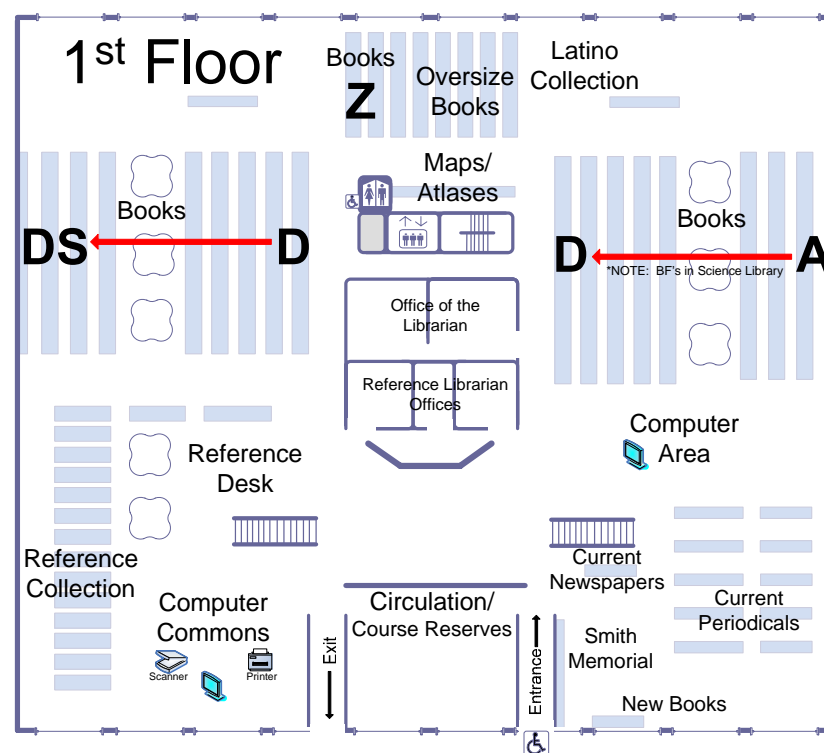 1st Floor
Books
Z
Oversize
Books
Latino
Collection
Maps/
Atlases
Books
DS
D
Books
D
A
*NOTE: BF's in Science Library
Office of the
Librarian
Reference Librarian
Offices
Reference
Desk
Computer
Area
Reference
Collection
Computer
Commons
Scanner
Printer
Exit
Circulation/
Course Reserves
Entrance
Current
Newspapers
Current
Periodicals
Smith
Memorial
New Books